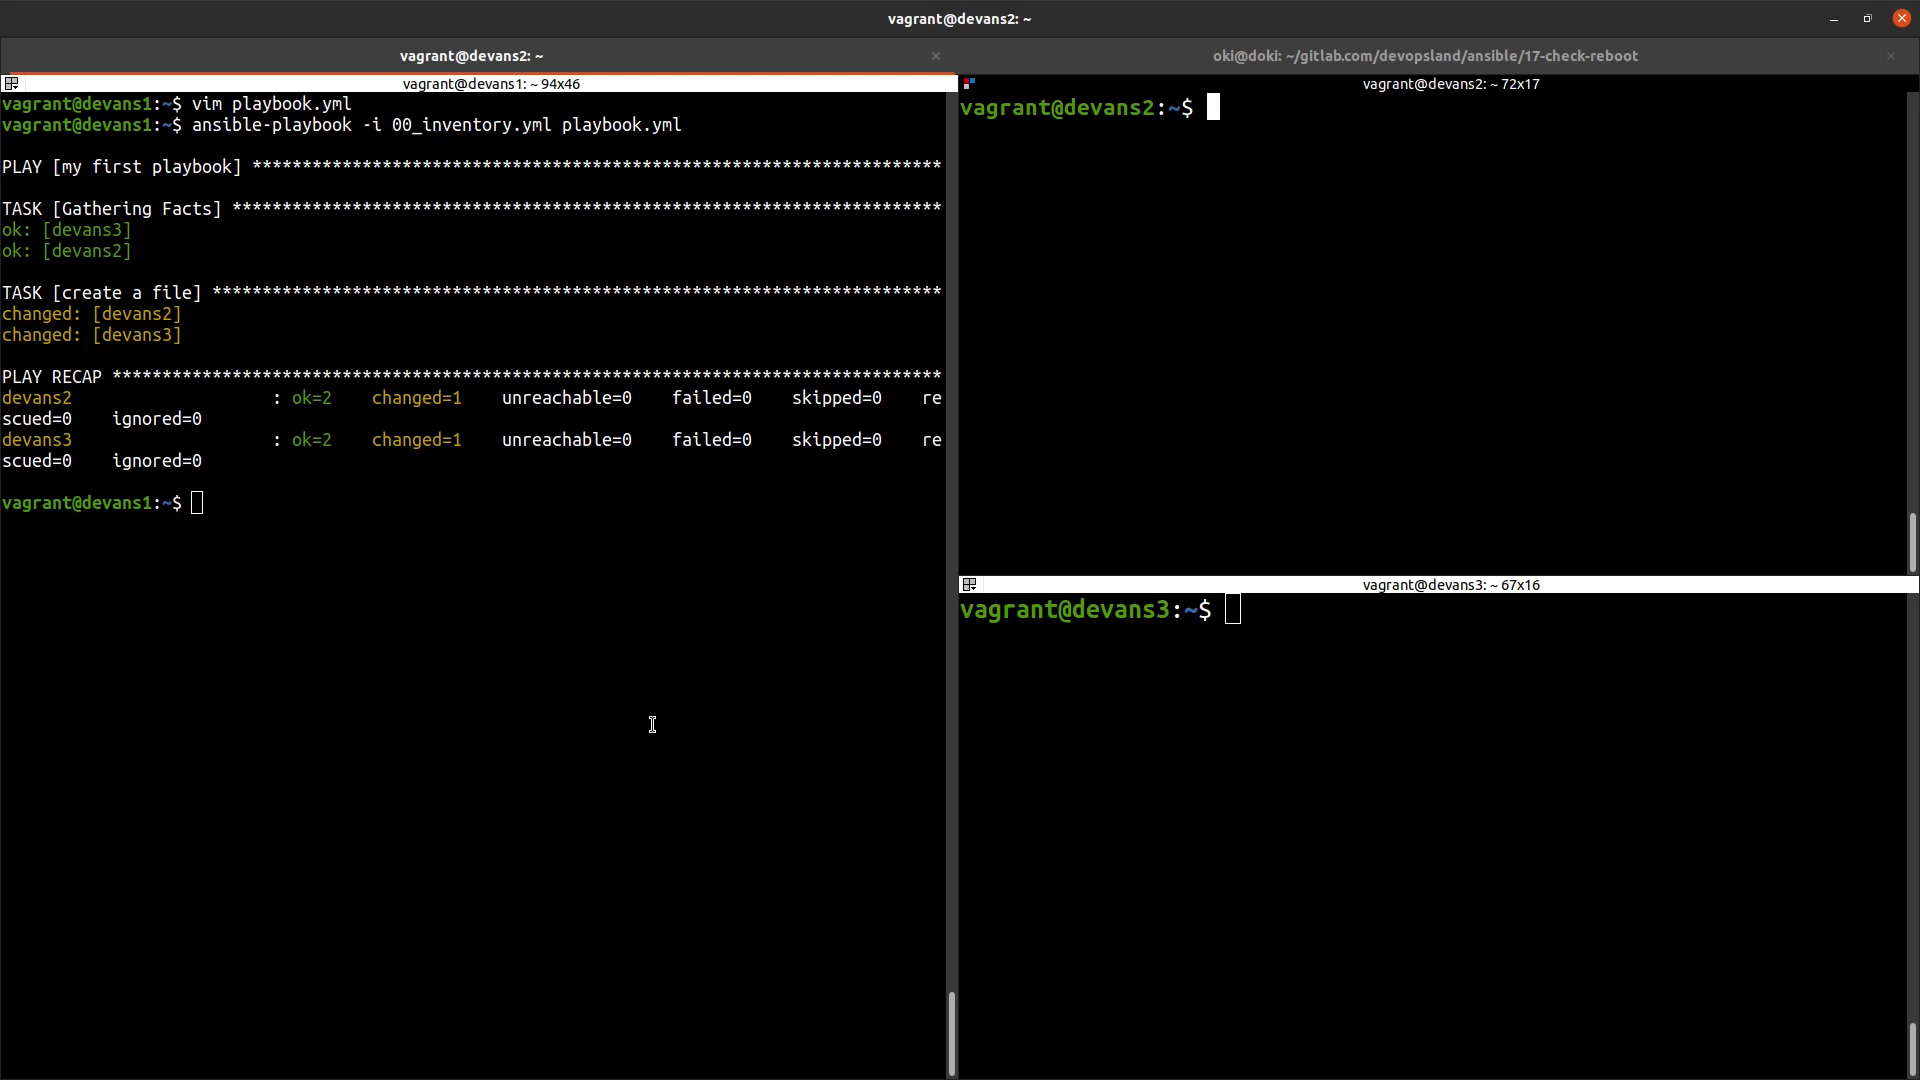 vagrant@devans2: ~
vagrant@devans2: ~
oki@doki: ~/gitlab.com/devopsland/ansible/17-check-reboot
vagrant@devans1: ~ 94x46
vagrant@devans1:~$ vim playbook.yml
vagrant@devans1:~$ ansible-playbook -i 00_inventory.yml playbook.yml
PLAY [my first playbook] *********************************************************************
TASK [Gathering Facts] ***********************************************************************
ok: [devans3]
ok: [devans2]
TASK [create a file] *************************************************************************
changed: [devans2]
changed: [devans3]
PLAY RECAP ***********************************************************************************
devans2                    : ok=2    changed=1    unreachable=0    failed=0    skipped=0    re
scued=0    ignored=0
devans3                    : ok=2    changed=1    unreachable=0    failed=0    skipped=0    re
scued=0    ignored=0
vagrant@devans1:~$
vagrant@devans2: ~ 72x17
vagrant@devans2:~$
vagrant@devans3: ~ 67x16
vagrant@devans3:~$